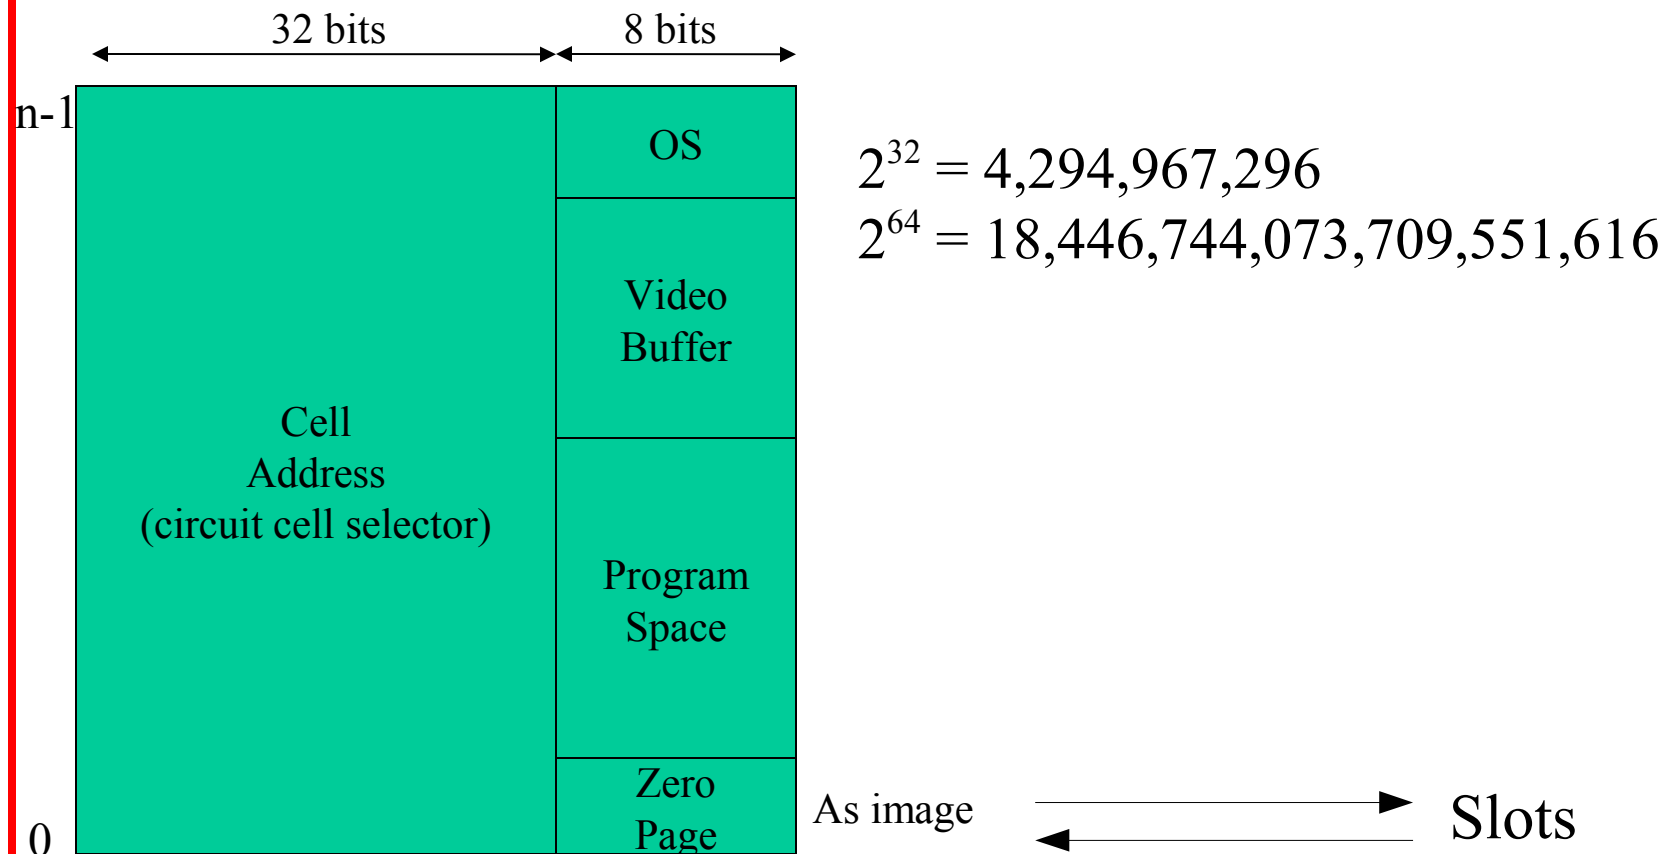 32 bits
8 bits
n-1
OS
2^32 = 4,294,967,296
2^64 = 18,446,744,073,709,551,616
Video
Buffer
Cell
Address
(circuit cell selector)
Program
Space
Zero
Page
As image
Slots
0